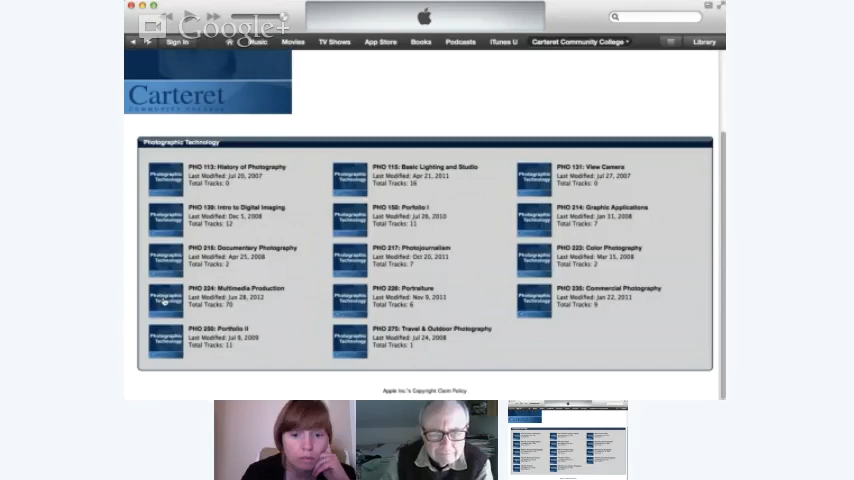 Google+
Sign In
Music
Movies
TV Shows
App Store
Books
Podcasts
iTunes U
Carteret Community College
Library
Carteret
COMMUNITY COLLEGE
Photographic Technology
PHO 113: History of Photography
Last Modified: Jul 20, 2007
Total Tracks: 0
PHO 115: Basic Lighting and Studio
Last Modified: Apr 21, 2011
Total Tracks: 16
PHO 131: View Camera
Last Modified: Jul 27, 2007
Total Tracks: 0
PHO 139: Intro to Digital Imaging
Last Modified: Dec 5, 2008
Total Tracks: 12
PHO 150: Porfolio I
Last Modified: Jul 26, 2010
Total Tracks: 11
PHO 214: Graphic Applications
Last Modified: Jan 31, 2008
Total Tracks: 7
PHO 216: Documentary Photography
Last Modified: Apr 25, 2008
Total Tracks: 2
PHO 217: Photojournalism
Last Modified: Oct 20, 2011
Total Tracks: 7
PHO 223: Color Photography
Last Modified: Mar 15, 2008
Total Tracks: 2
PHO 224: Multimedia Production
Last Modified: Jun 28, 2012
Total Tracks: 70
PHO 226: Portraiture
Last Modified: Nov 9, 2011
Total Tracks: 6
PHO 235: Commercial Photography
Last Modified: Jan 22, 2011
Total Tracks: 9
PHO 250: Portfolio II
Last Modified: Jul 9, 2009
Total Tracks: 11
PHO 275: Travel & Outdoor Photography
Last Modified: Jul 24, 2008
Total Tracks: 1
Apple Inc.'s Copyright Claim Policy